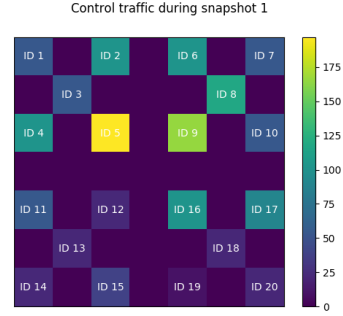 Control traffic during snapshot 1
ID 1 ID 2 ID 6 ID 7
ID 3 ID 8
ID 4 ID 5 ID 9 ID 10
ID 11 ID 12 ID 16 ID 17
ID 13 ID 18
ID 14 ID 15 ID 19 ID 20
175
150
125
100
75
50
25
0